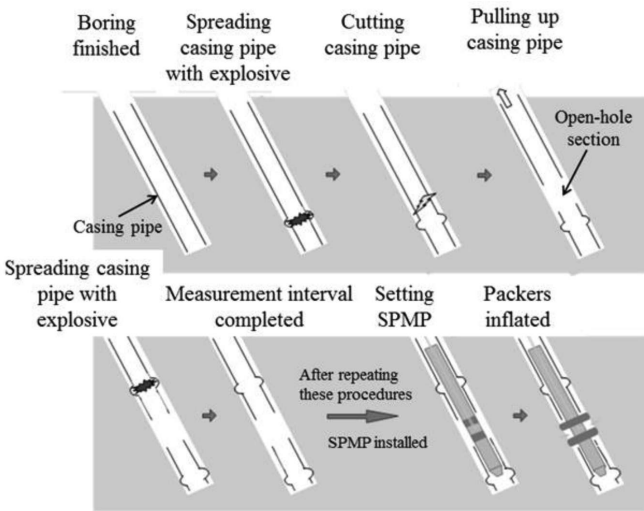 Boring
finished
Spreading
casing pipe
with explosive
Cutting
casing pipe
Pulling up
casing pipe
Open-hole
section
Casing pipe
Spreading casing
pipe with
explosive
Measurement interval
completed
Setting
SPMP
Packers
inflated
After repeating
these procedures
SPMP installed